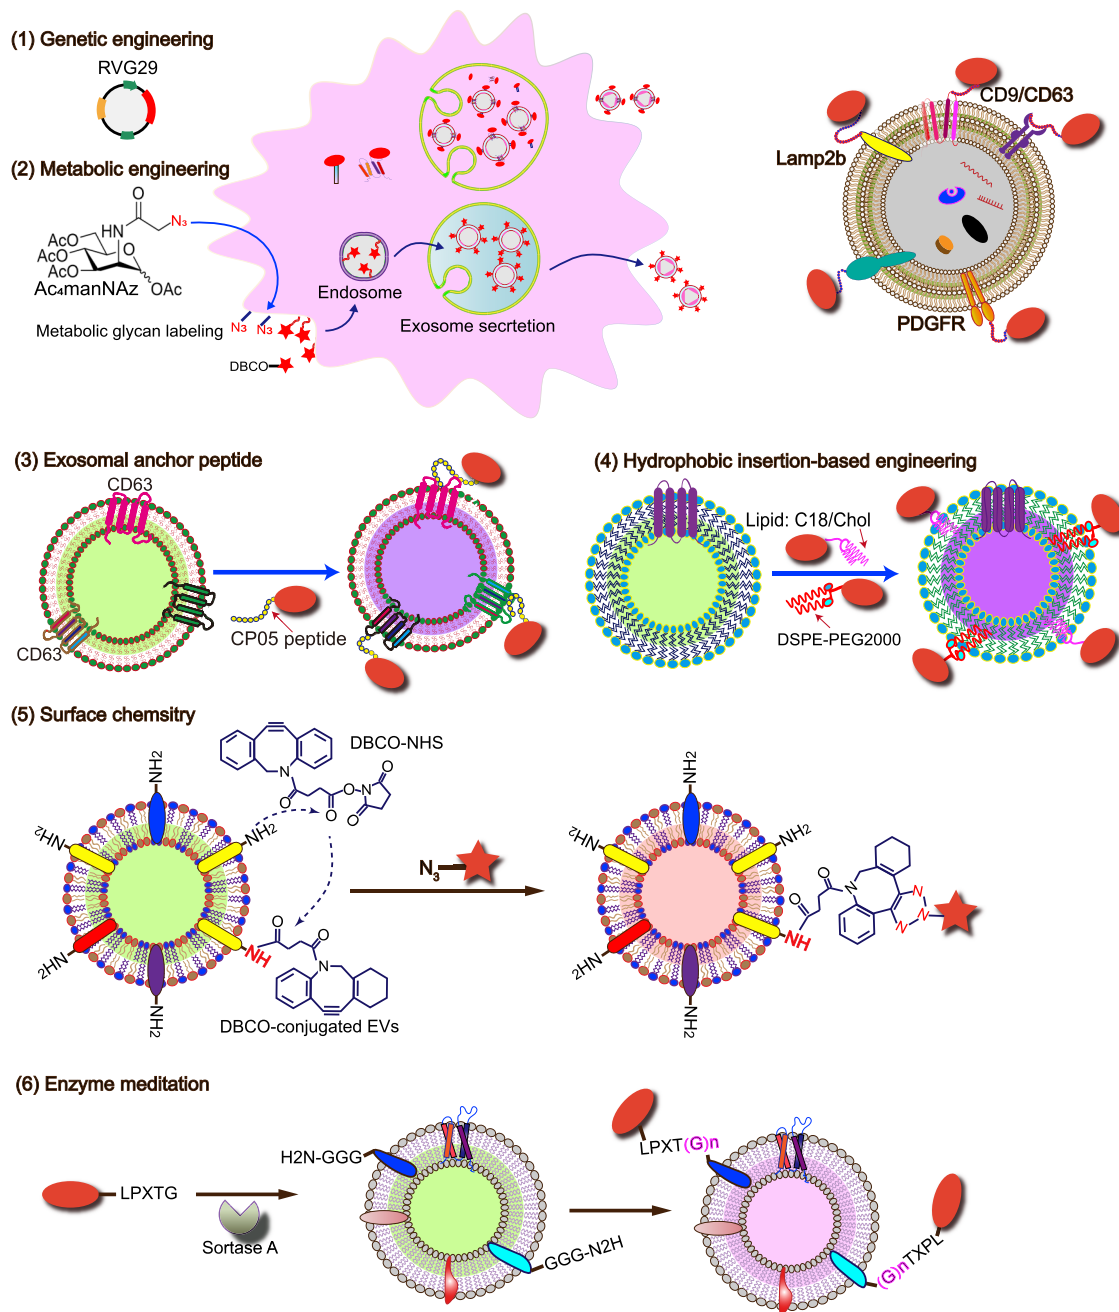 (1) Genetic engineering
RVG29
CD9/CD63
Lamp2b
(2) Metabolic engineering
O
N3
NH
AcO
AcO
AcO
O
OAc
Ac4manNAz
PDGFR
Endosome
Exosome secrtetion
Metabolic glycan labeling
N3
N3
DBCO
(3) Exosomal anchor peptide
CD63
CD63
CP05 peptide
(4) Hydrophobic insertion-based engineering
Lipid: C18/Chol
DSPE-PEG2000
(5) Surface chemsitry
DBCO-NHS
N
O
O
O
N
O
O
NH2
NH2
NH2
2HN
NH2
NH
O
O
N
DBCO-conjugated EVs
N3
NH2
NH2
NH2
2HN
NH2
NH
O
O
N
N
N
N
(6) Enzyme meditation
LPXTG
Sortase A
H2N-GGG
GGG-N2H
LPXT(G)n
(G)nTXPL